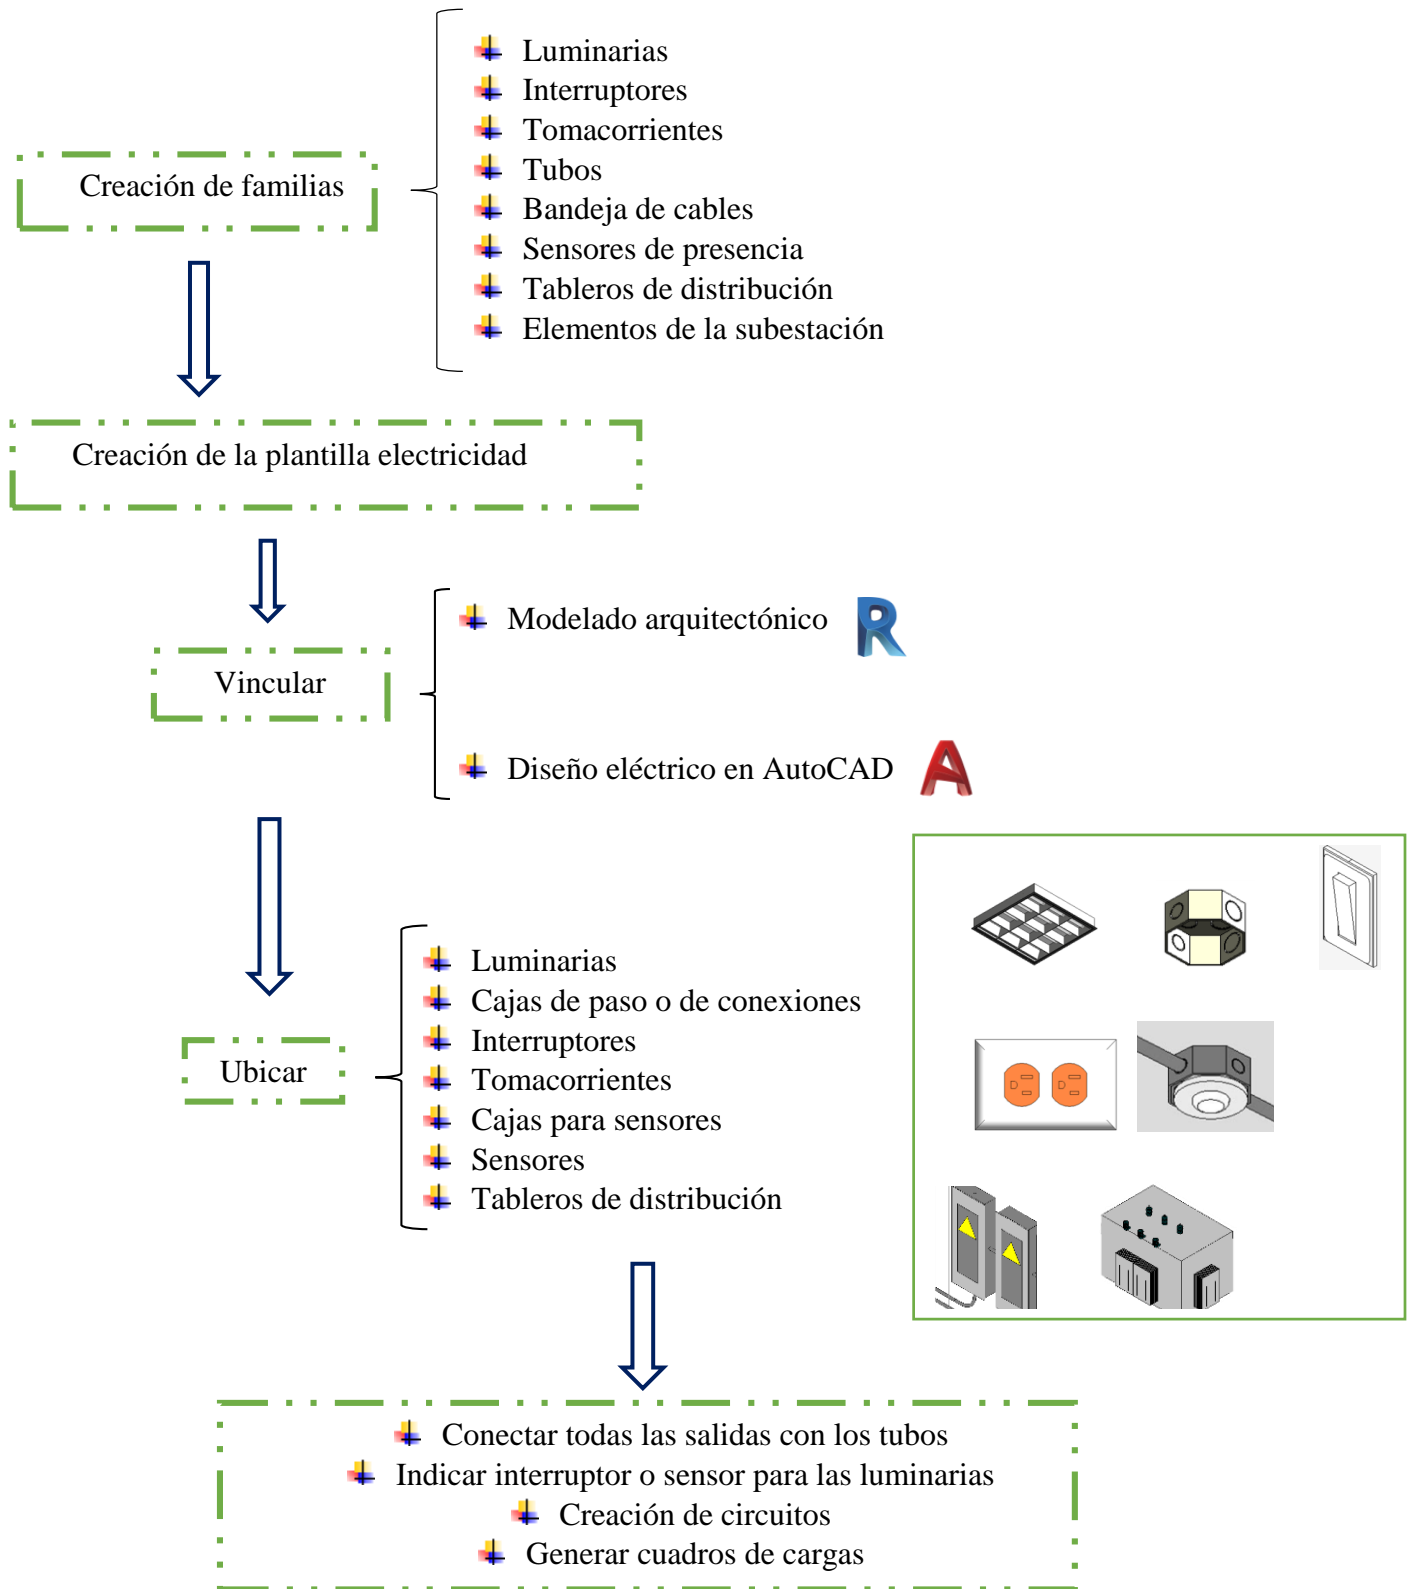 Luminarias
Interruptores
Tomacorrientes
Tubos
Bandeja de cables
Sensores de presencia
Tableros de distribución
Elementos de la subestación
Creación de familias
Creación de la plantilla electricidad
Modelado arquitectónico
Vincular
Diseño eléctrico en AutoCAD
Luminarias
Cajas de paso o de conexiones
Interruptores
Tomacorrientes
Cajas para sensores
Sensores
Tableros de distribución
Ubicar
Conectar todas las salidas con los tubos
Indicar interruptor o sensor para las luminarias
Creación de circuitos
Generar cuadros de cargas